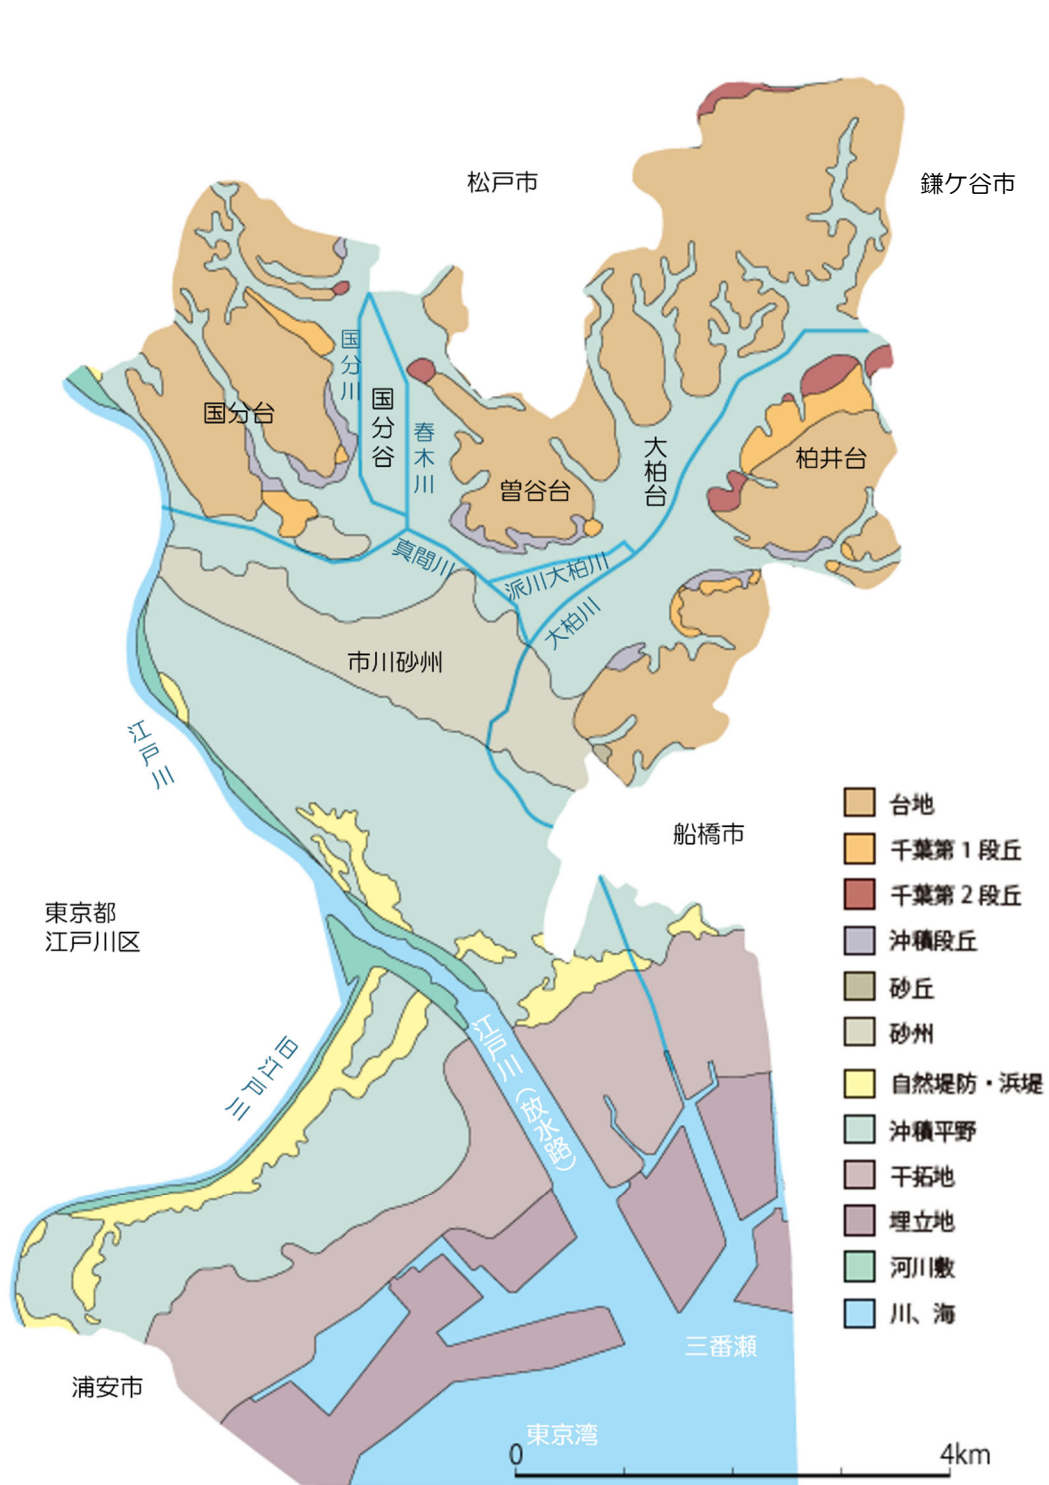 松戸市
鎌ケ谷市
国分川
国分谷
国分台
春木川
大柏台
柏井台
曽谷台
真間川
派川大柏川
大柏川
市川砂州
江戸川
船橋市
東京都
江戸川区
旧江戸川
江戸川(放水路)
浦安市
三番瀬
東京湾
0
4km
台地
千葉第1段丘
千葉第2段丘
沖積段丘
砂丘
砂州
自然堤防・浜堤
沖積平野
干拓地
埋立地
河川敷
川、海